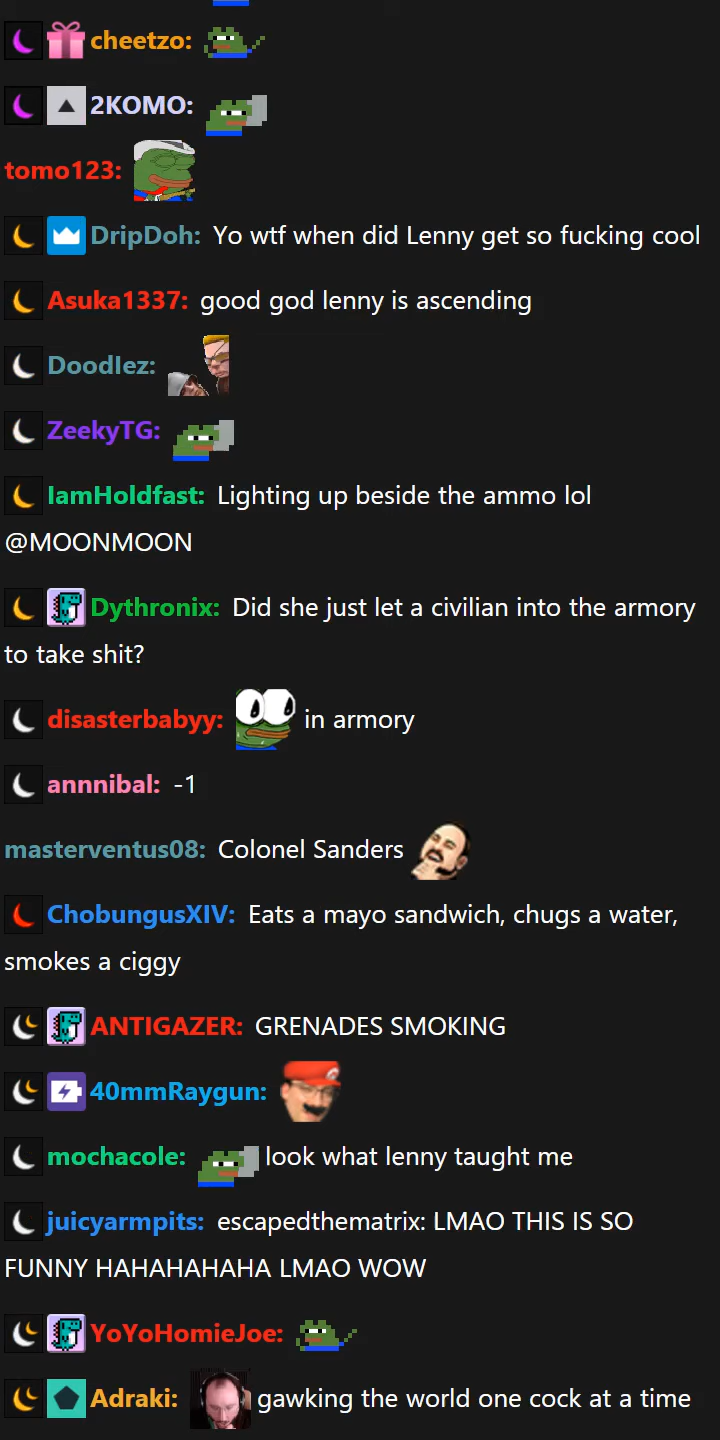 cheetzo:
2KOMO:
tomo123:
DripDoh: Yo wtf when did Lenny get so fucking cool
Asuka1337: good god lenny is ascending
Doodlez:
ZeekyTG:
IamHoldfast: Lighting up beside the ammo lol
@MOONMOON
Dythronix: Did she just let a civilian into the armory
to take shit?
disasterbabyy: in armory
annnibal: -1
masterventus08: Colonel Sanders
ChobungusXIV: Eats a mayo sandwich, chugs a water,
smokes a ciggy
ANTIGAZER: GRENADES SMOKING
40mmRaygun:
mochacole: look what lenny taught me
juicyarmpits: escapedthematrix: LMAO THIS IS SO
FUNNY HAHAHAHAHA LMAO WOW
YoYoHomieJoe:
Adraki: gawking the world one cock at a time